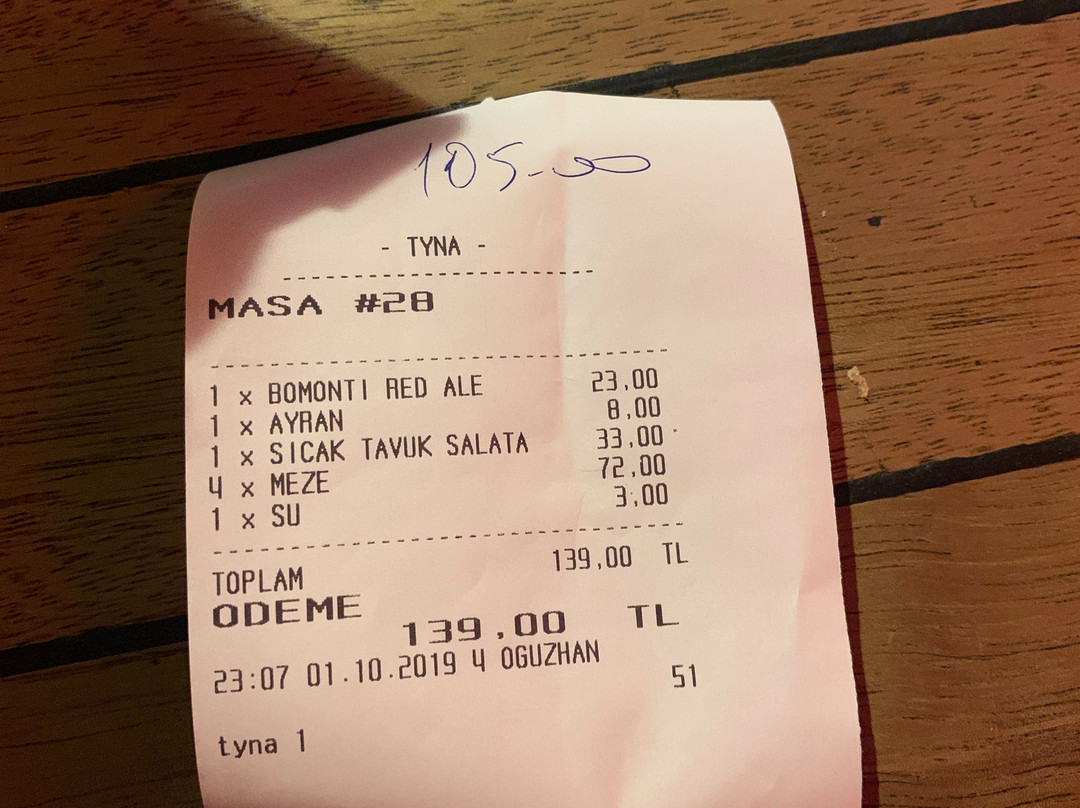 105.00
- TYNA -
MASA #28
1 x BOMONTI RED ALE 23,00
1 x AYRAN 8,00
1 x SICAK TAVUK SALATA 33,00
4 x MEZE 72,00
1 x SU 3,00
TOPLAM 139,00 TL
ODEME 139,00 TL
23:07 01.10.2019 4 OGUZHAN
51
tyna 1